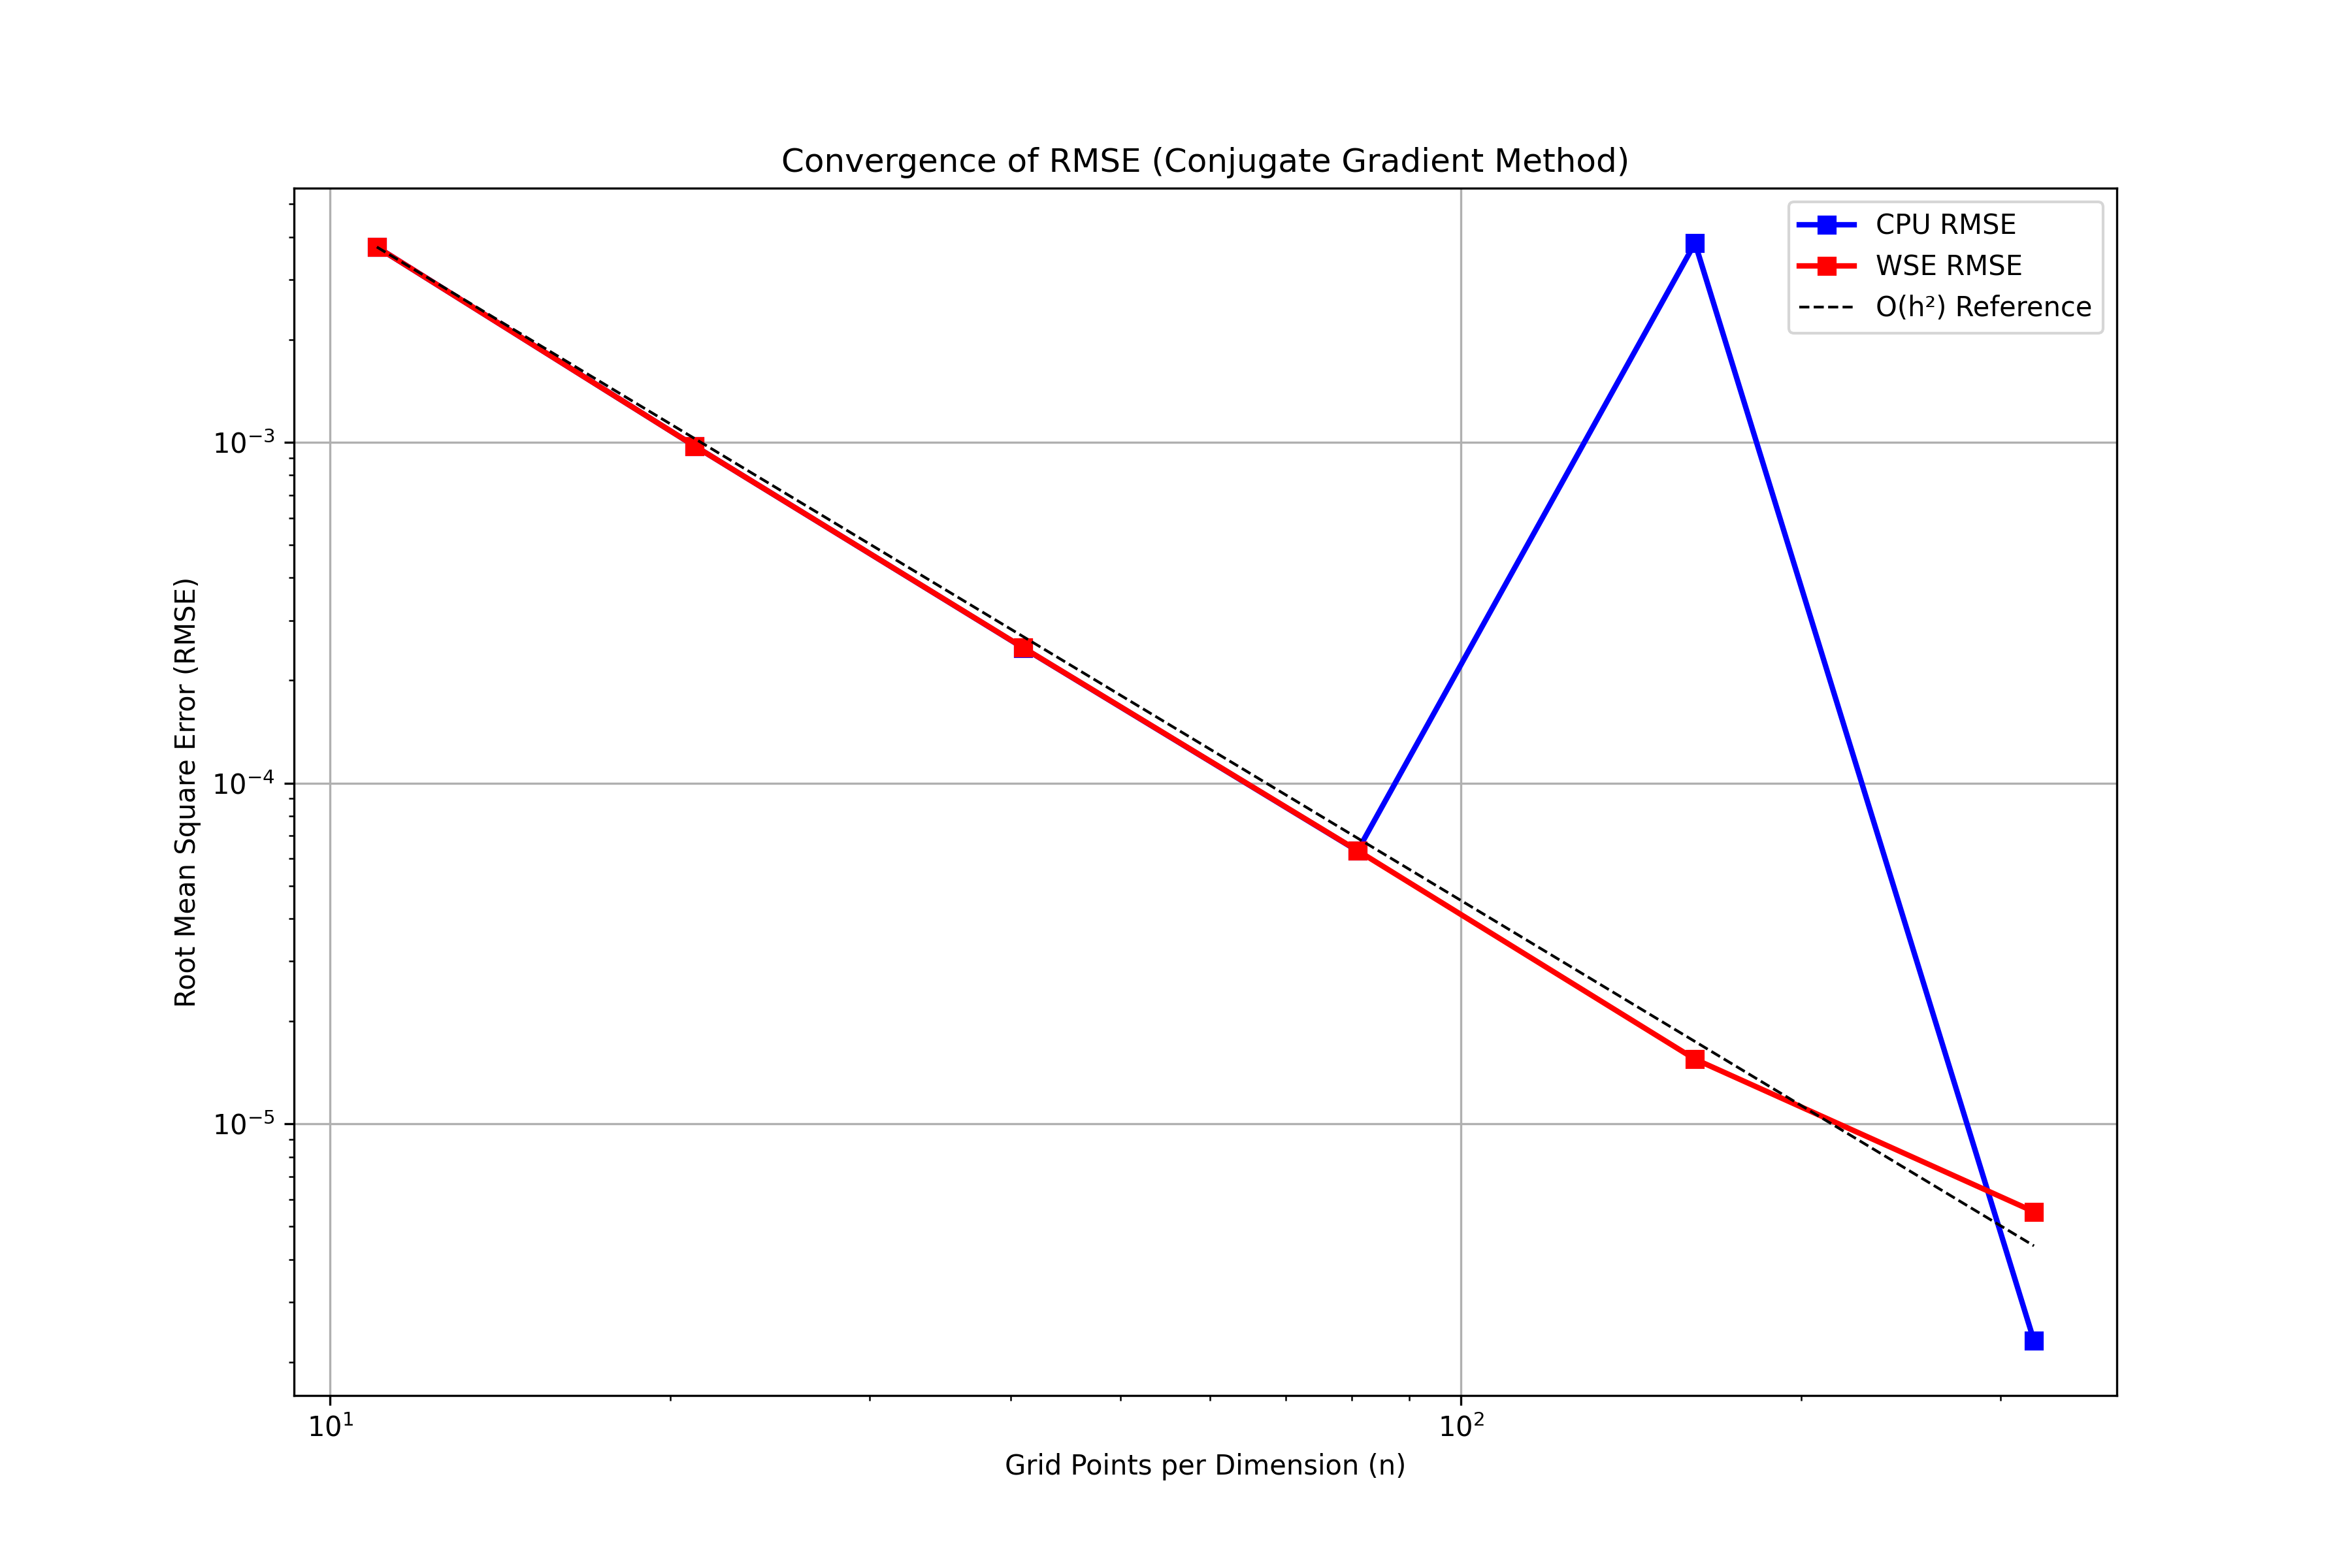 Convergence of RMSE (Conjugate Gradient Method)
CPU RMSE
WSE RMSE
O(h²) Reference
Root Mean Square Error (RMSE)
10⁻³
10⁻⁴
10⁻⁵
10¹
10²
Grid Points per Dimension (n)